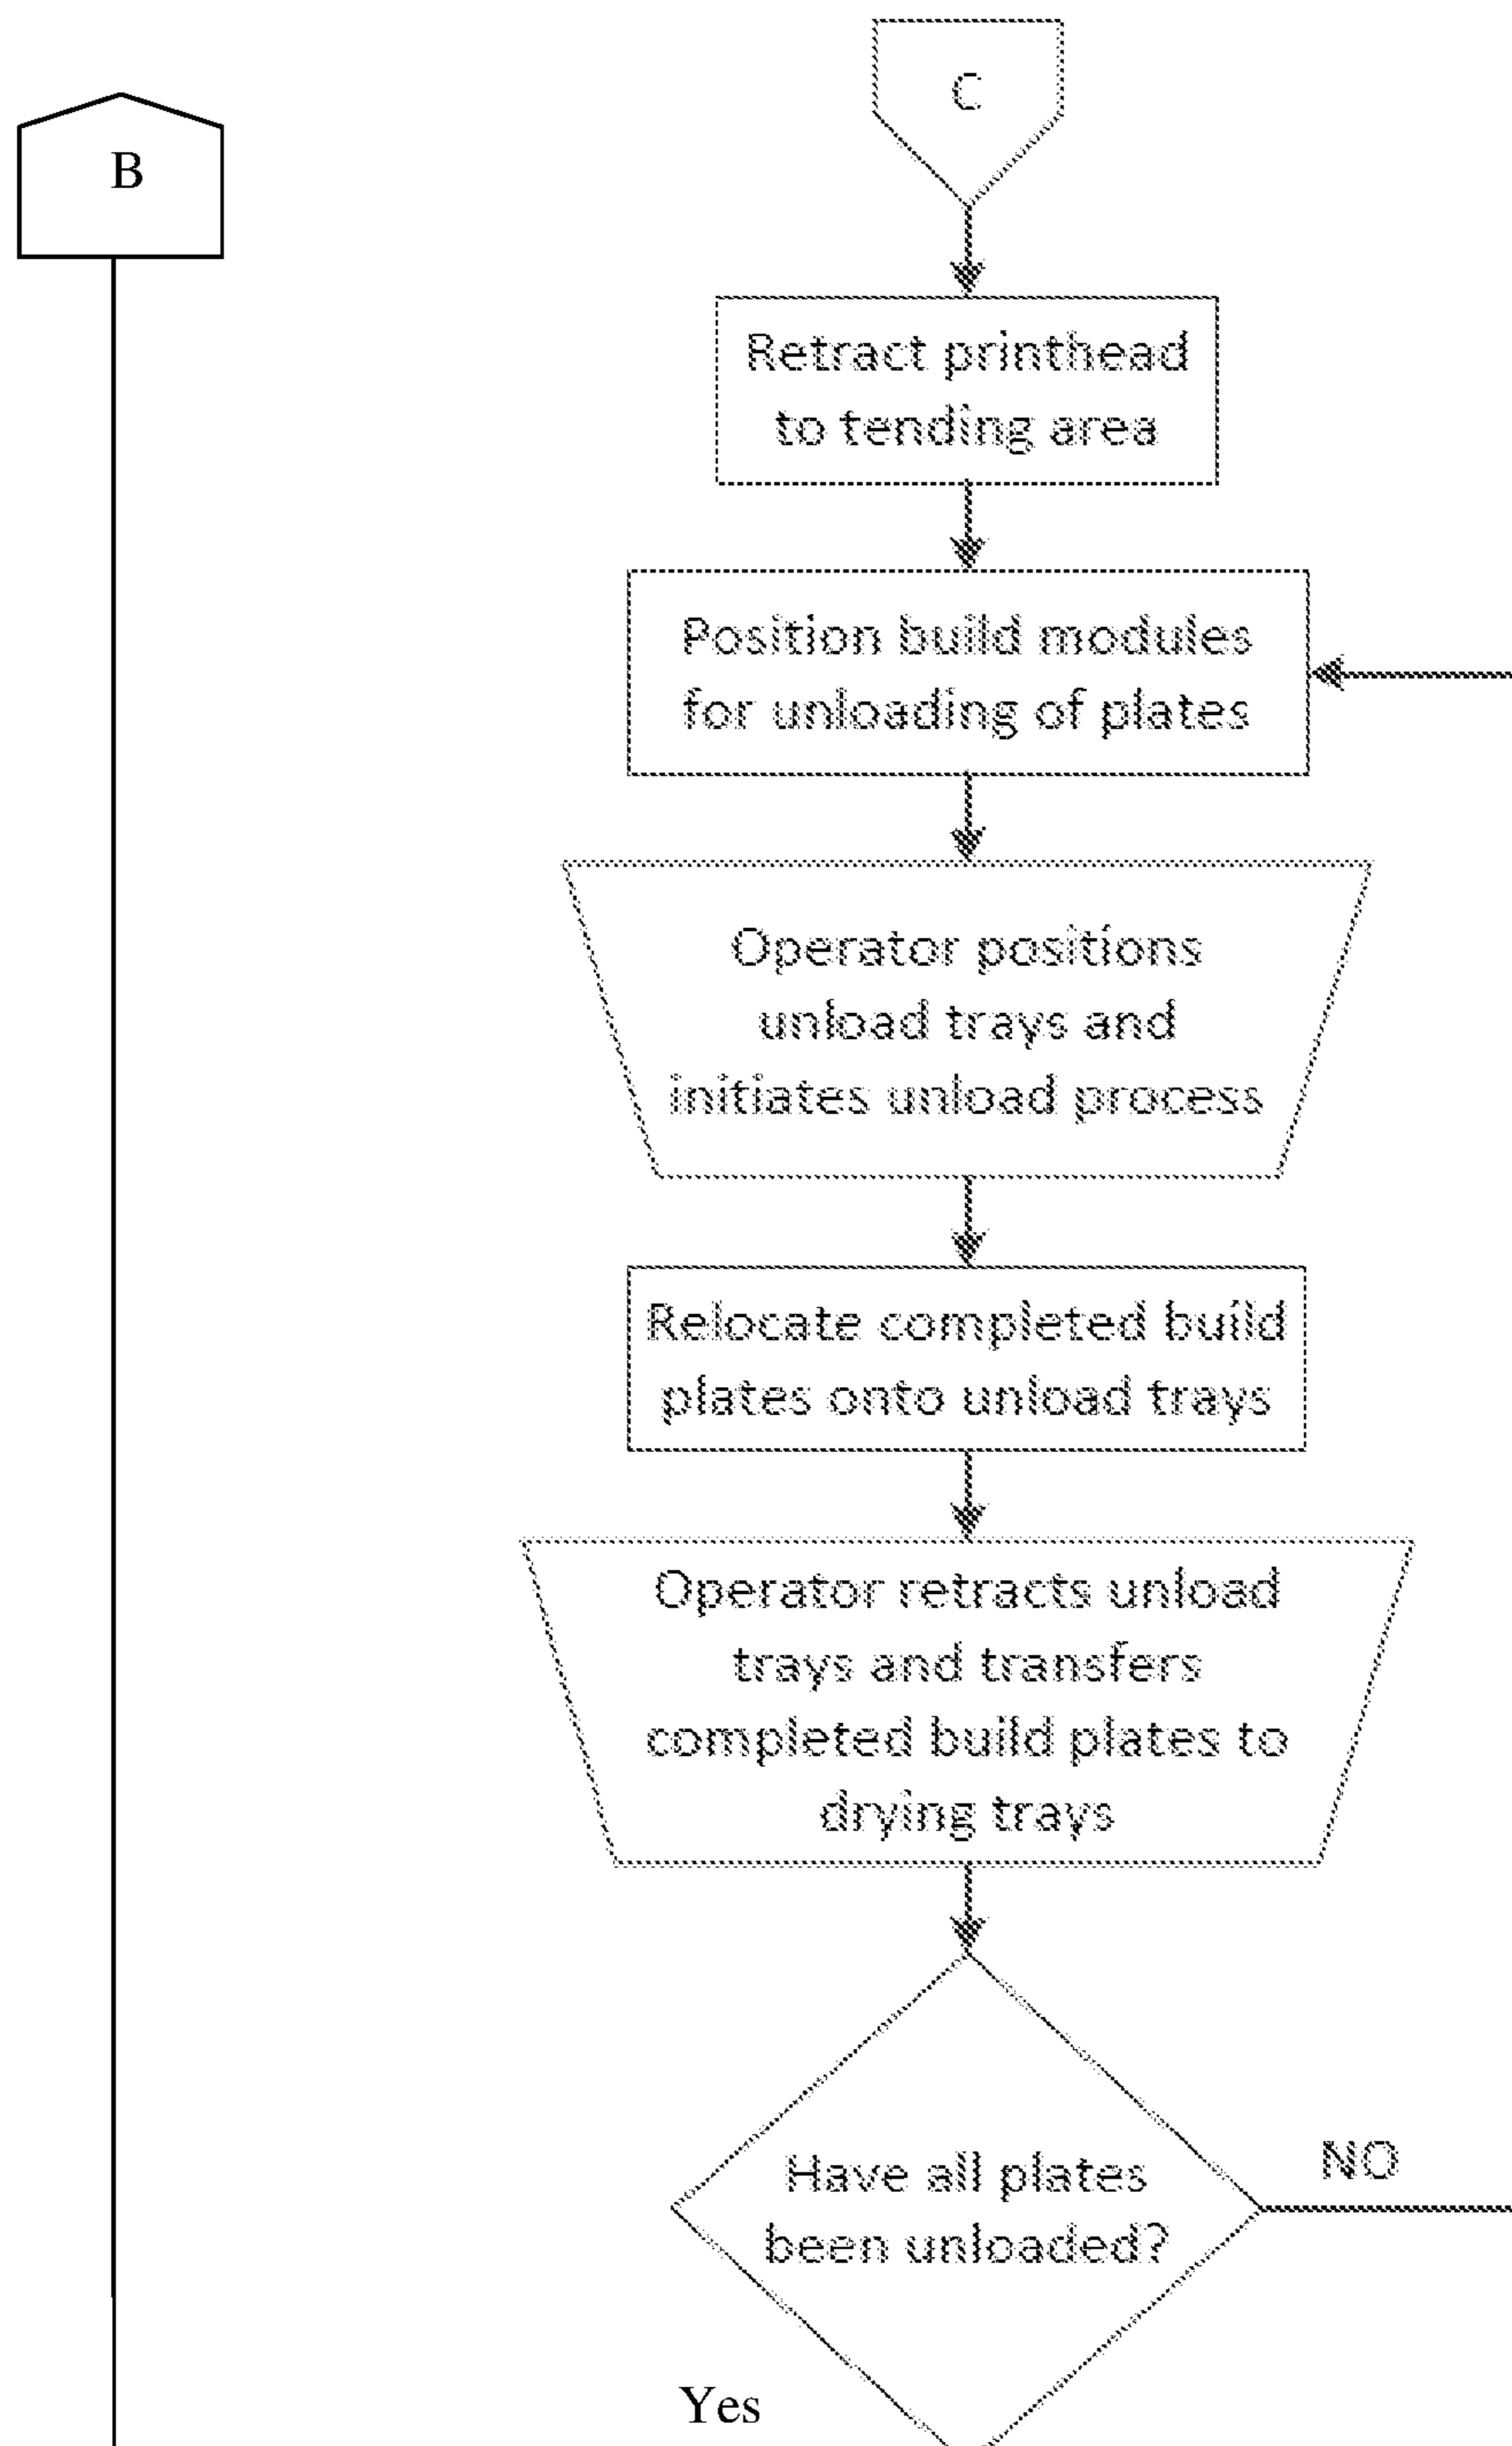 C
B
Retract printhead
to tending area
Position build modules
for unloading of plates
Operator positions
unload trays and
initiates unload process
Relocate completed build
plates onto unload trays
Operator retracts unload
trays and transfers
completed build plates to
drying trays
Have all plates
been unloaded?
NO
Yes